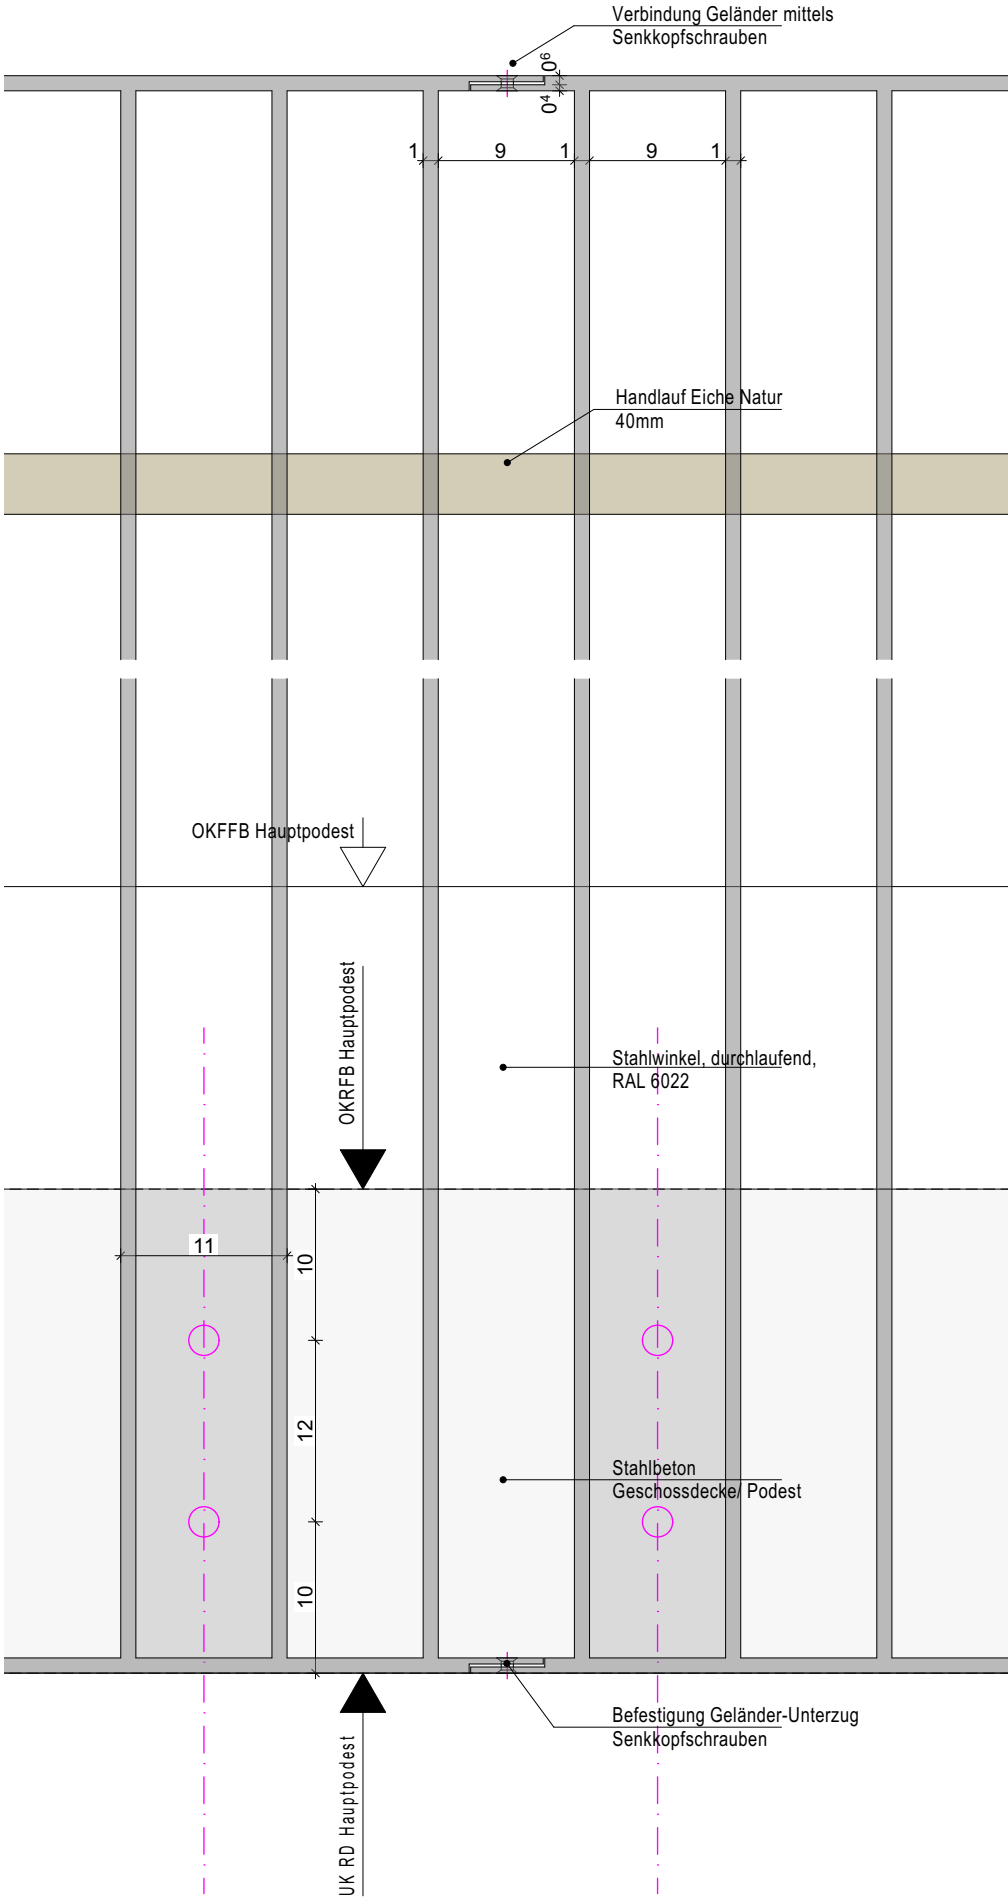 Verbindung Geländer mittels
Senkkopfschrauben
0⁶
0⁴
1 9 1 9 1
Handlauf Eiche Natur
40mm
OKFFB Hauptpodest
OKRFB Hauptpodest
Stahlwinkel, durchlaufend,
RAL 6022
11
10
12
Stahlbeton
Geschossdecke/ Podest
10
Befestigung Geländer-Unterzug
Senkkopfschrauben
UK RD Hauptpodest